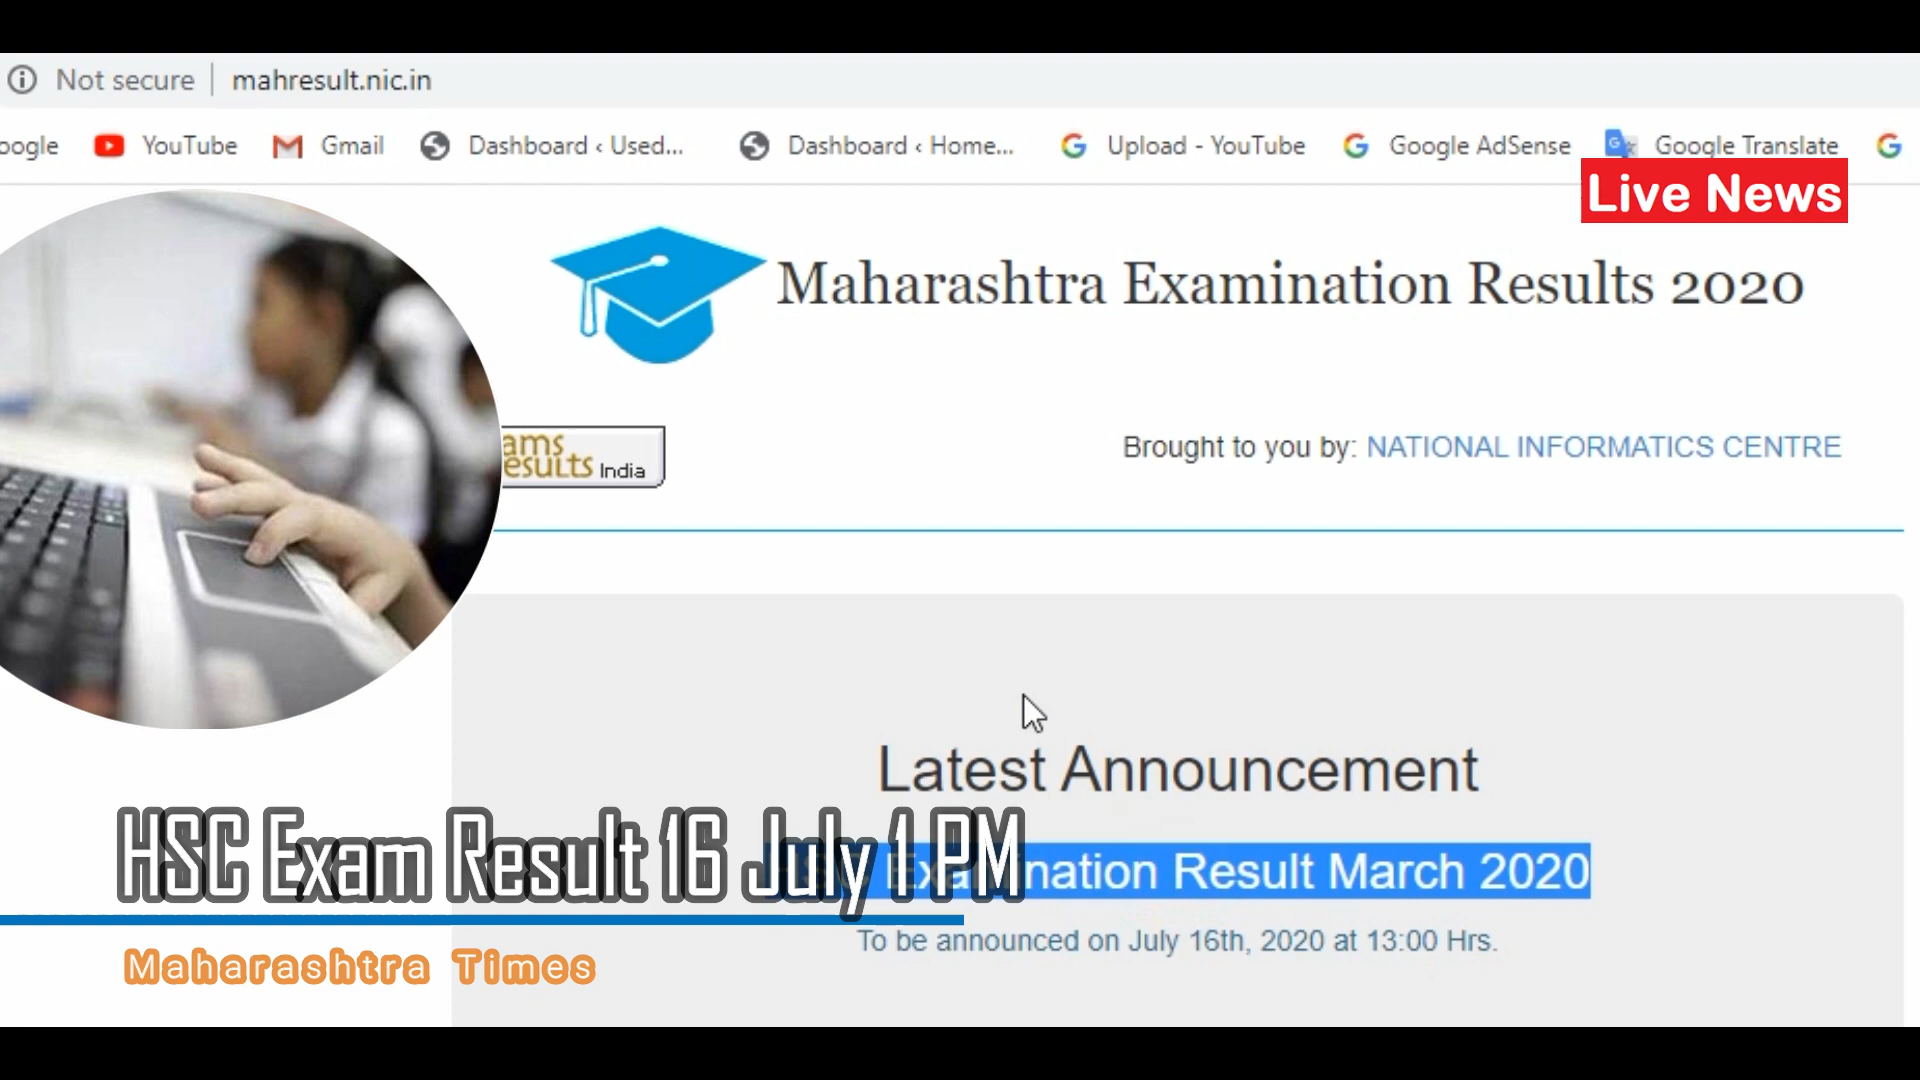 Not secure | mahresult.nic.in
oogle YouTube Gmail Dashboard ‹ Used... Dashboard ‹ Home... Upload - YouTube Google AdSense Google Translate
Live News
Maharashtra Examination Results 2020
ams
esults India
Brought to you by: NATIONAL INFORMATICS CENTRE
Latest Announcement
HSC Exam Result 16 July 1 PM
HSC Examination Result March 2020
To be announced on July 16th, 2020 at 13:00 Hrs.
Maharashtra Times